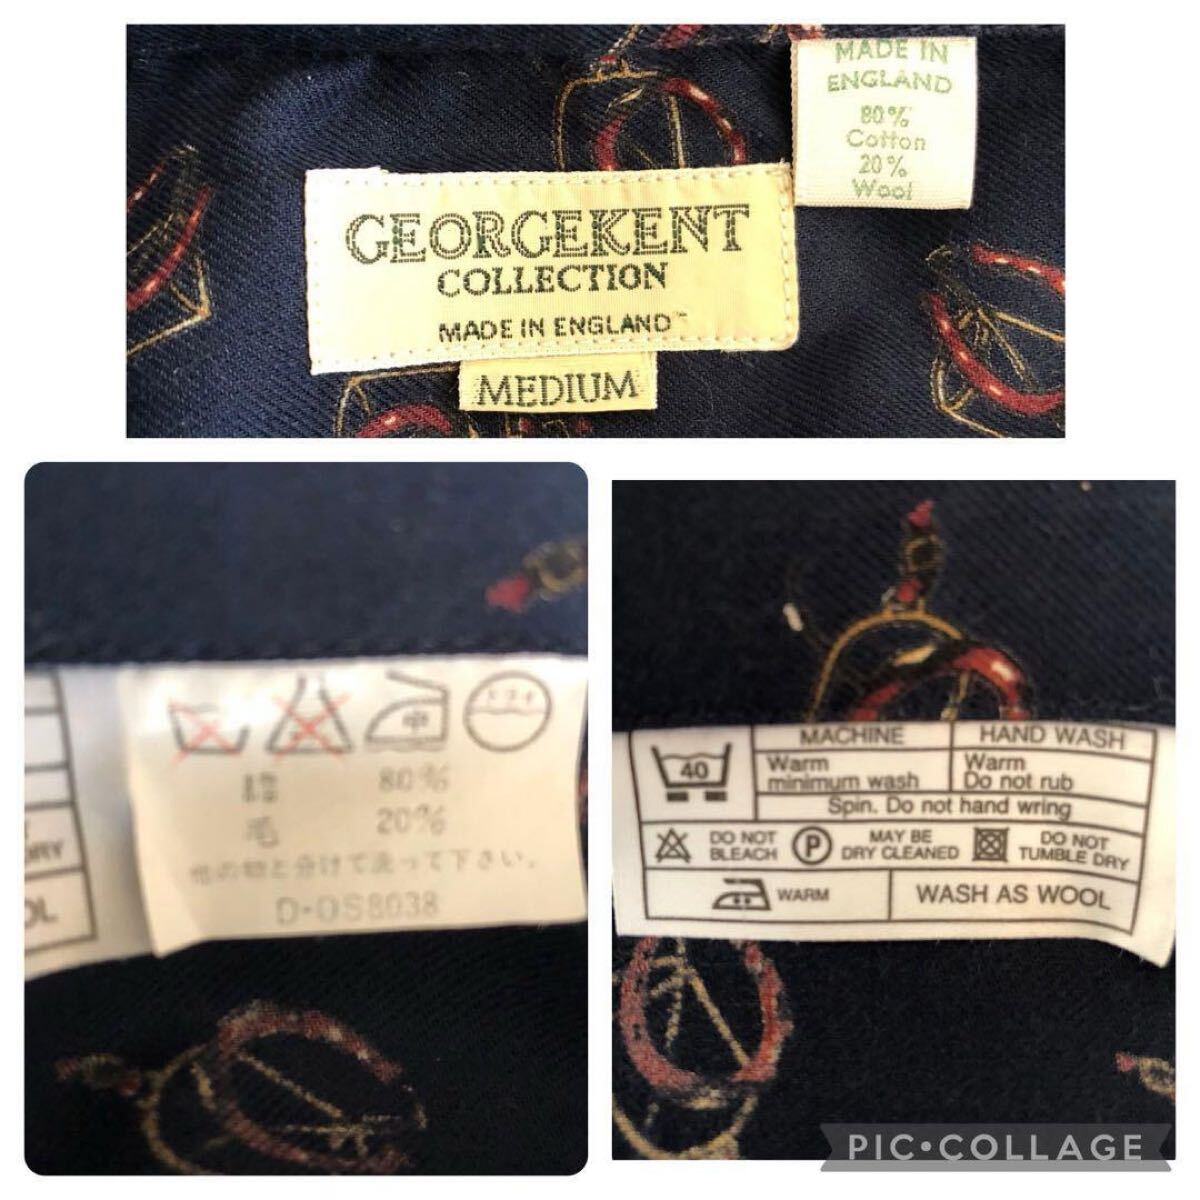 MADE IN
ENGLAND
80%
Cotton
20%
Wool
GEORGEKENT
COLLECTION
MADE IN ENGLAND
MEDIUM
綿 80%
毛 20%
他の物と分けて洗って下さい。
D-OS8038
DRY
OL
MACHINE HAND WASH
40 Warm minimum wash Warm Do not rub
Spin. Do not hand wring
DO NOT BLEACH P MAY BE DRY CLEANED DO NOT TUMBLE DRY
WARM WASH AS WOOL
PIC•COLLAGE